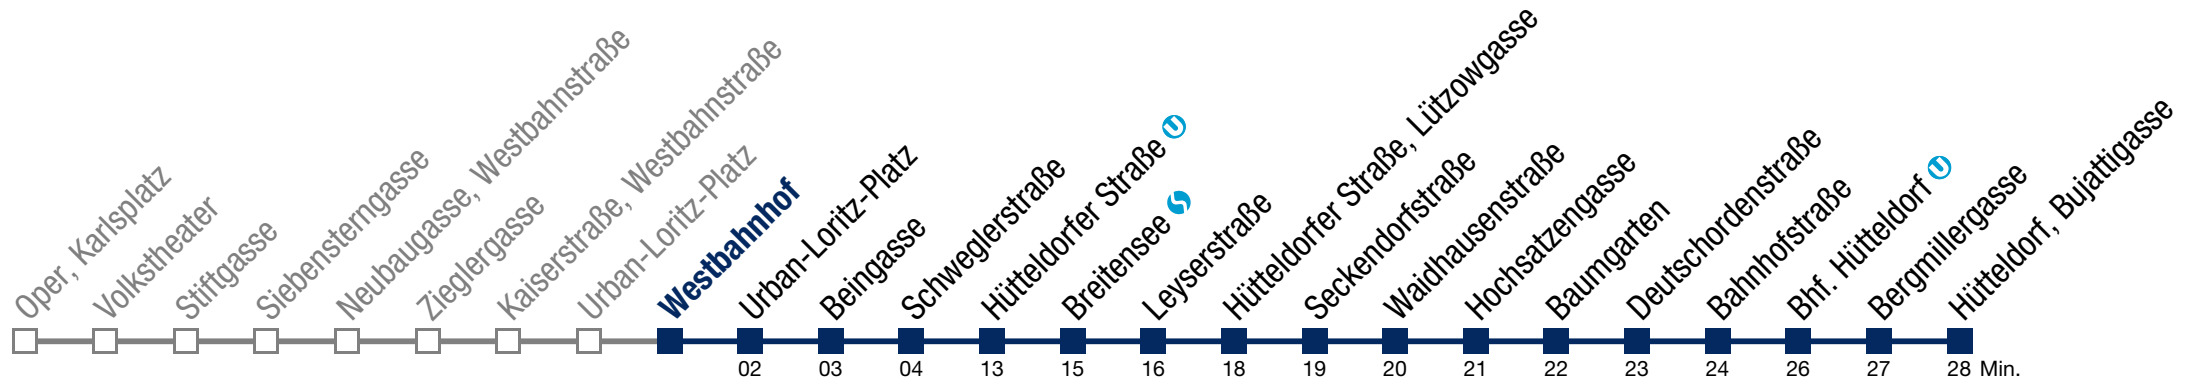 Oper, Karlsplatz
Volkstheater
Stiftgasse
Siebensterngasse
Neubaugasse, Westbahnstraße
Zieglergasse
Kaiserstraße, Westbahnstraße
Urban-Loritz-Platz
Westbahnhof
Urban-Loritz-Platz
Beingasse
Schweglerstraße
Hütteldorfer Straße U
Breitensee S
Leyserstraße
Hütteldorfer Straße, Lützowgasse
Seckendorfstraße
Waidhausenstraße
Hochsatzengasse
Baumgarten
Deutschordenstraße
Bahnhofstraße
Bhf. Hütteldorf U
Bergmillergasse
Hütteldorf, Bujattigasse
02 03 04 13 15 16 18 19 20 21 22 23 24 26 27 28 Min.